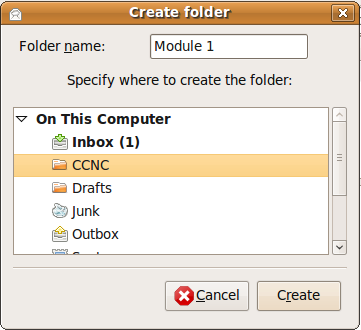 Create folder
Folder name: Module 1
Specify where to create the folder:
On This Computer
Inbox (1)
CCNC
Drafts
Junk
Outbox
Cancel Create